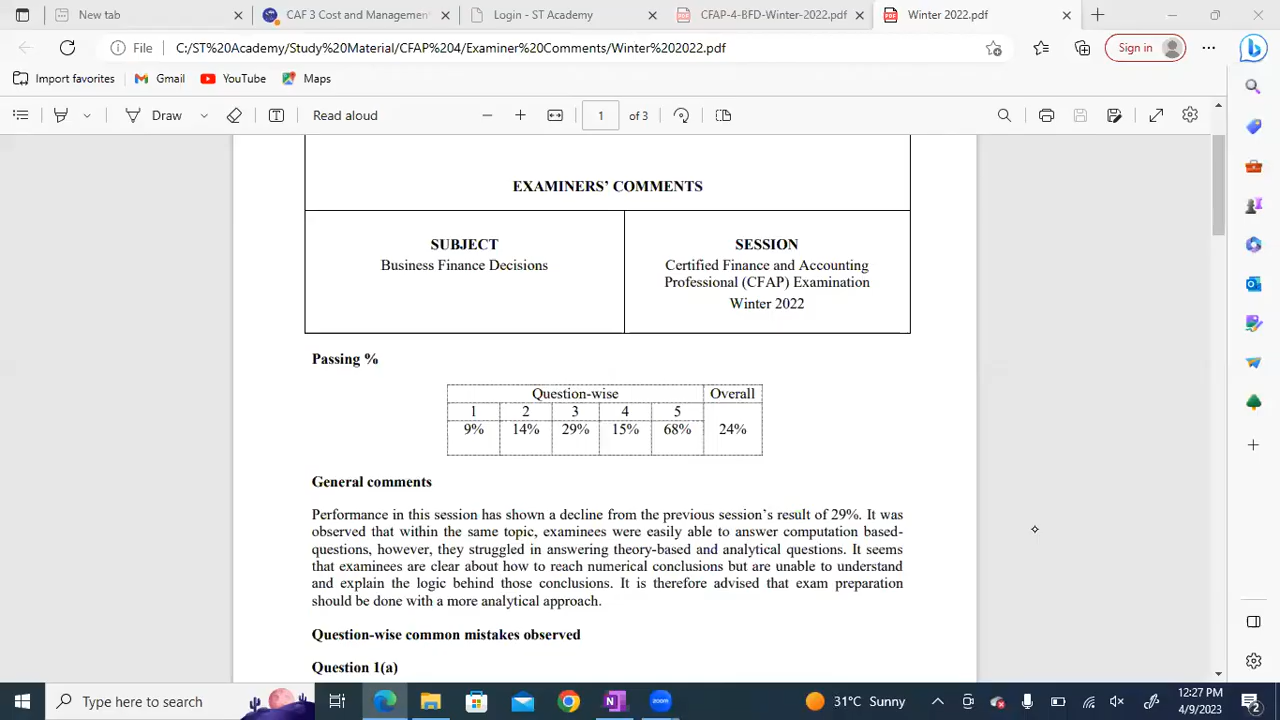 New tab
CAF 3 Cost and Management
Login - ST Academy
CFAP-4-BFD-Winter-2022.pdf
Winter 2022.pdf
File
C:/ST%20Academy/Study%20Material/CFAP%204/Examiner%20Comments/Winter%202022.pdf
Sign in
Import favorites
Gmail
YouTube
Maps
Draw
Read aloud
1
of 3
EXAMINERS’ COMMENTS
SUBJECT
Business Finance Decisions
SESSION
Certified Finance and Accounting
Professional (CFAP) Examination
Winter 2022
Passing %
Question-wise Overall
1 2 3 4 5
9% 14% 29% 15% 68% 24%
General comments
Performance in this session has shown a decline from the previous session’s result of 29%. It was
observed that within the same topic, examinees were easily able to answer computation based-
questions, however, they struggled in answering theory-based and analytical questions. It seems
that examinees are clear about how to reach numerical conclusions but are unable to understand
and explain the logic behind those conclusions. It is therefore advised that exam preparation
should be done with a more analytical approach.
Question-wise common mistakes observed
Question 1(a)
Type here to search
zoom
31°C Sunny
12:27 PM
4/9/2023
2